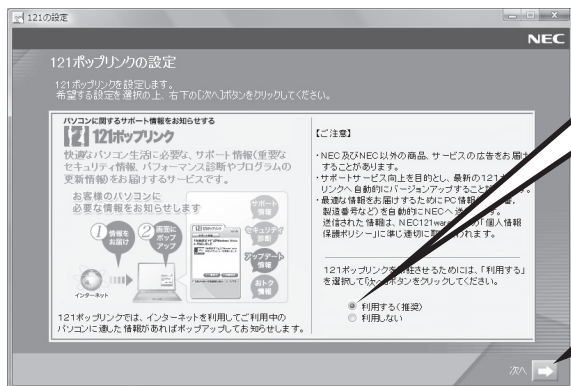 121の設定
NEC
121ポップリンクの設定
121ポップリンクを設定します。
希望する設定を選択の上、右下の[次へ]ボタンをクリックしてください。
パソコンに関するサポート情報をお知らせする
121ポップリンク
快適なパソコン生活に必要な、サポート情報(重要な
セキュリティ情報、パフォーマンス診断やプログラムの
更新情報)をお届けするサービスです。
お客様のパソコンに
必要な情報をお知らせします
1 情報を
お届け
2 画面に
ポップ
アップ
インターネット
サポート
情報
セキュリティ
診断
アップデート
情報
おトク
情報
121ポップリンクでは、インターネットを利用してご利用中の
パソコンに適した情報があればポップアップしてお知らせします。
【ご注意】
・NEC及びNEC以外の商品、サービスの広告をお届け
することがあります。
・サポートサービス向上を目的とし、最新の121
リンクへ自動的にバージョンアップすること
・最適な情報をお届けするためにPC情報
製造番号など)を自動的にNECへ送
送信された情報は、NEC121ware 「個人情報
保護ポリシー」に準じ適切に われます。
121ポップリンクを させるためには、「利用する」
を選択して「次へ」ボタンをクリックしてください。
利用する(推奨)
利用しない
次へ